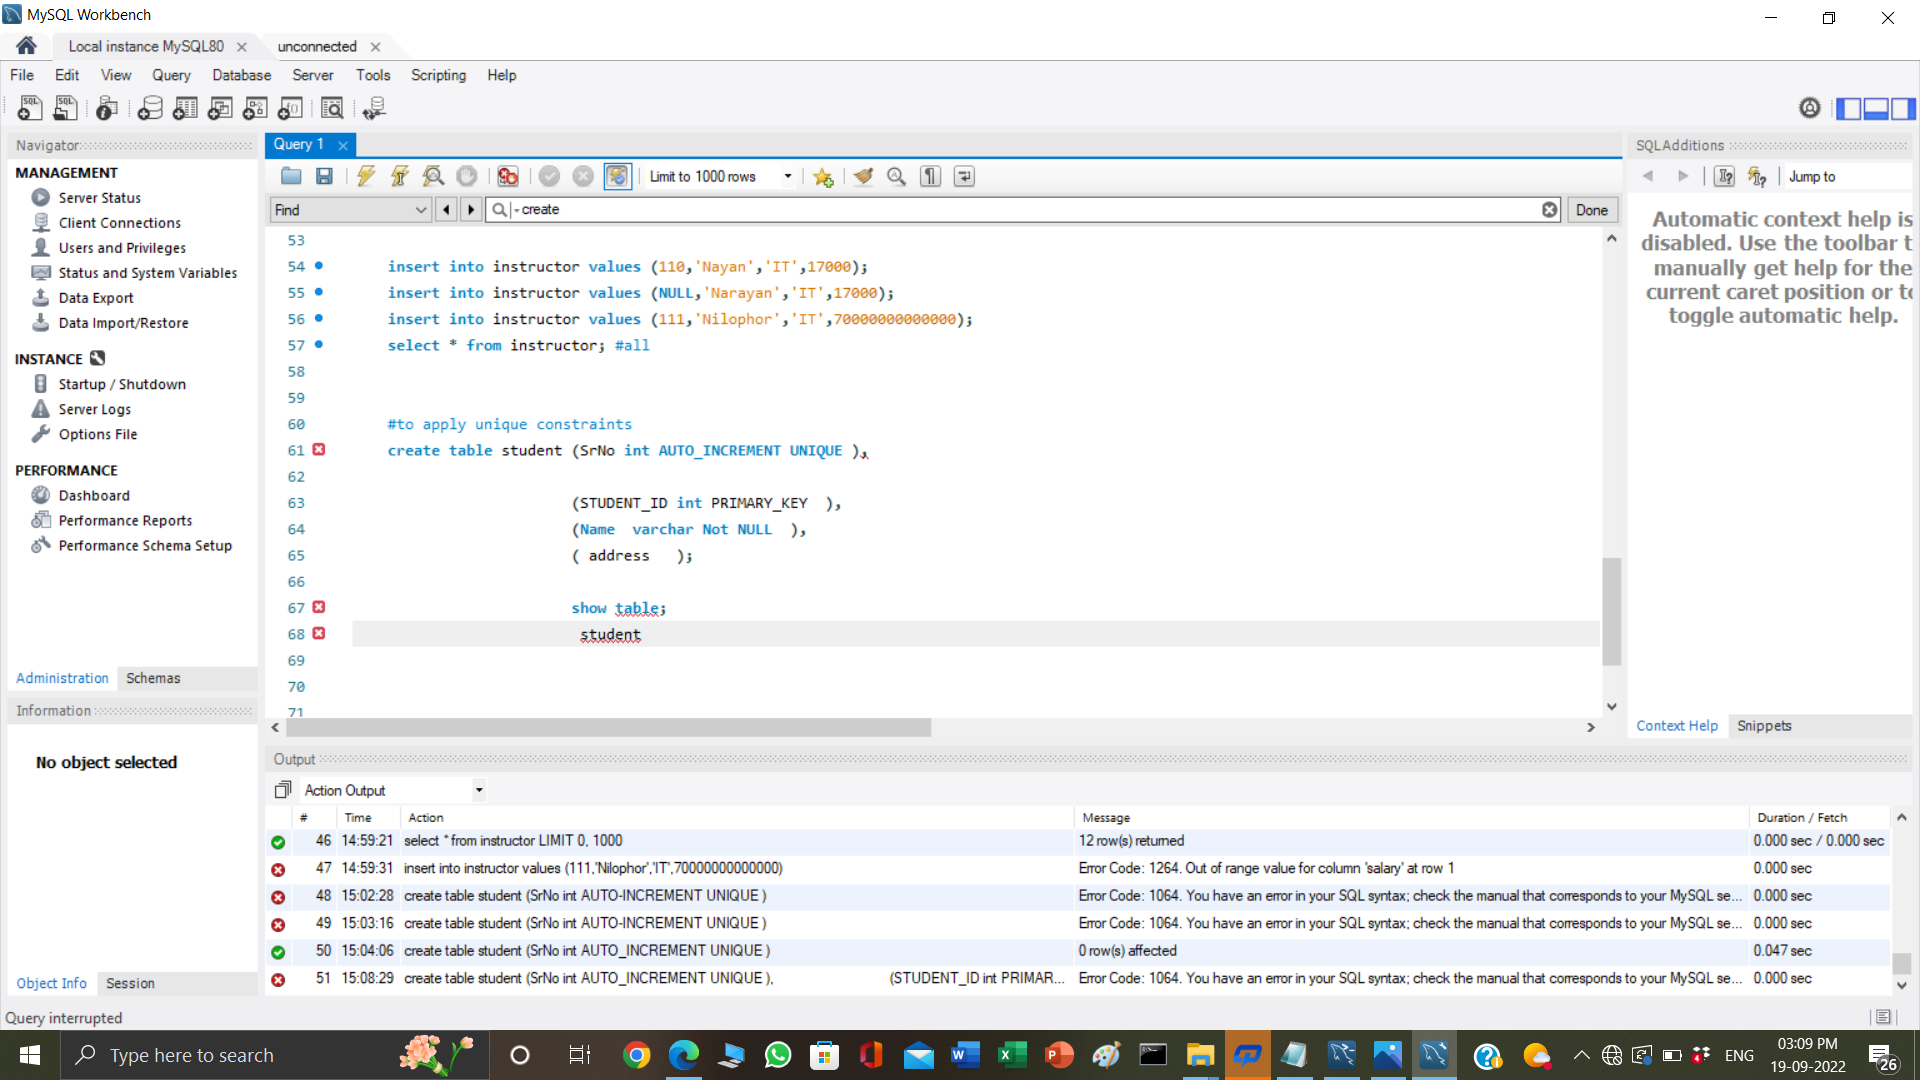 MySQL Workbench
Local instance MySQL80
unconnected
File Edit View Query Database Server Tools Scripting Help
Navigator
MANAGEMENT
Server Status
Client Connections
Users and Privileges
Status and System Variables
Data Export
Data Import/Restore
INSTANCE
Startup / Shutdown
Server Logs
Options File
PERFORMANCE
Dashboard
Performance Reports
Performance Schema Setup
Administration Schemas
Information
No object selected
Object Info Session
Query interrupted
Query 1
Limit to 1000 rows
Find
create
Done
53
54 insert into instructor values (110,'Nayan','IT',17000);
55 insert into instructor values (NULL,'Narayan','IT',17000);
56 insert into instructor values (111,'Nilophor','IT',70000000000000);
57 select * from instructor; #all
58
59
60 #to apply unique constraints
61 create table student (SrNo int AUTO_INCREMENT UNIQUE ),
62
63 (STUDENT_ID int PRIMARY_KEY ),
64 (Name varchar Not NULL ),
65 ( address );
66
67 show table;
68 student
69
70
71
SQLAdditions
Jump to
Automatic context help is
disabled. Use the toolbar t
manually get help for the
current caret position or to
toggle automatic help.
Context Help Snippets
Output
Action Output
# Time Action Message Duration / Fetch
46 14:59:21 select * from instructor LIMIT 0, 1000 12 row(s) returned 0.000 sec / 0.000 sec
47 14:59:31 insert into instructor values (111,'Nilophor','IT',70000000000000) Error Code: 1264. Out of range value for column 'salary' at row 1 0.000 sec
48 15:02:28 create table student (SrNo int AUTO-INCREMENT UNIQUE ) Error Code: 1064. You have an error in your SQL syntax; check the manual that corresponds to your MySQL se... 0.000 sec
49 15:03:16 create table student (SrNo int AUTO-INCREMENT UNIQUE ) Error Code: 1064. You have an error in your SQL syntax; check the manual that corresponds to your MySQL se... 0.000 sec
50 15:04:06 create table student (SrNo int AUTO_INCREMENT UNIQUE ) 0 row(s) affected 0.047 sec
51 15:08:29 create table student (SrNo int AUTO_INCREMENT UNIQUE ), (STUDENT_ID int PRIMAR... Error Code: 1064. You have an error in your SQL syntax; check the manual that corresponds to your MySQL se... 0.000 sec
Type here to search
ENG
03:09 PM
19-09-2022
26